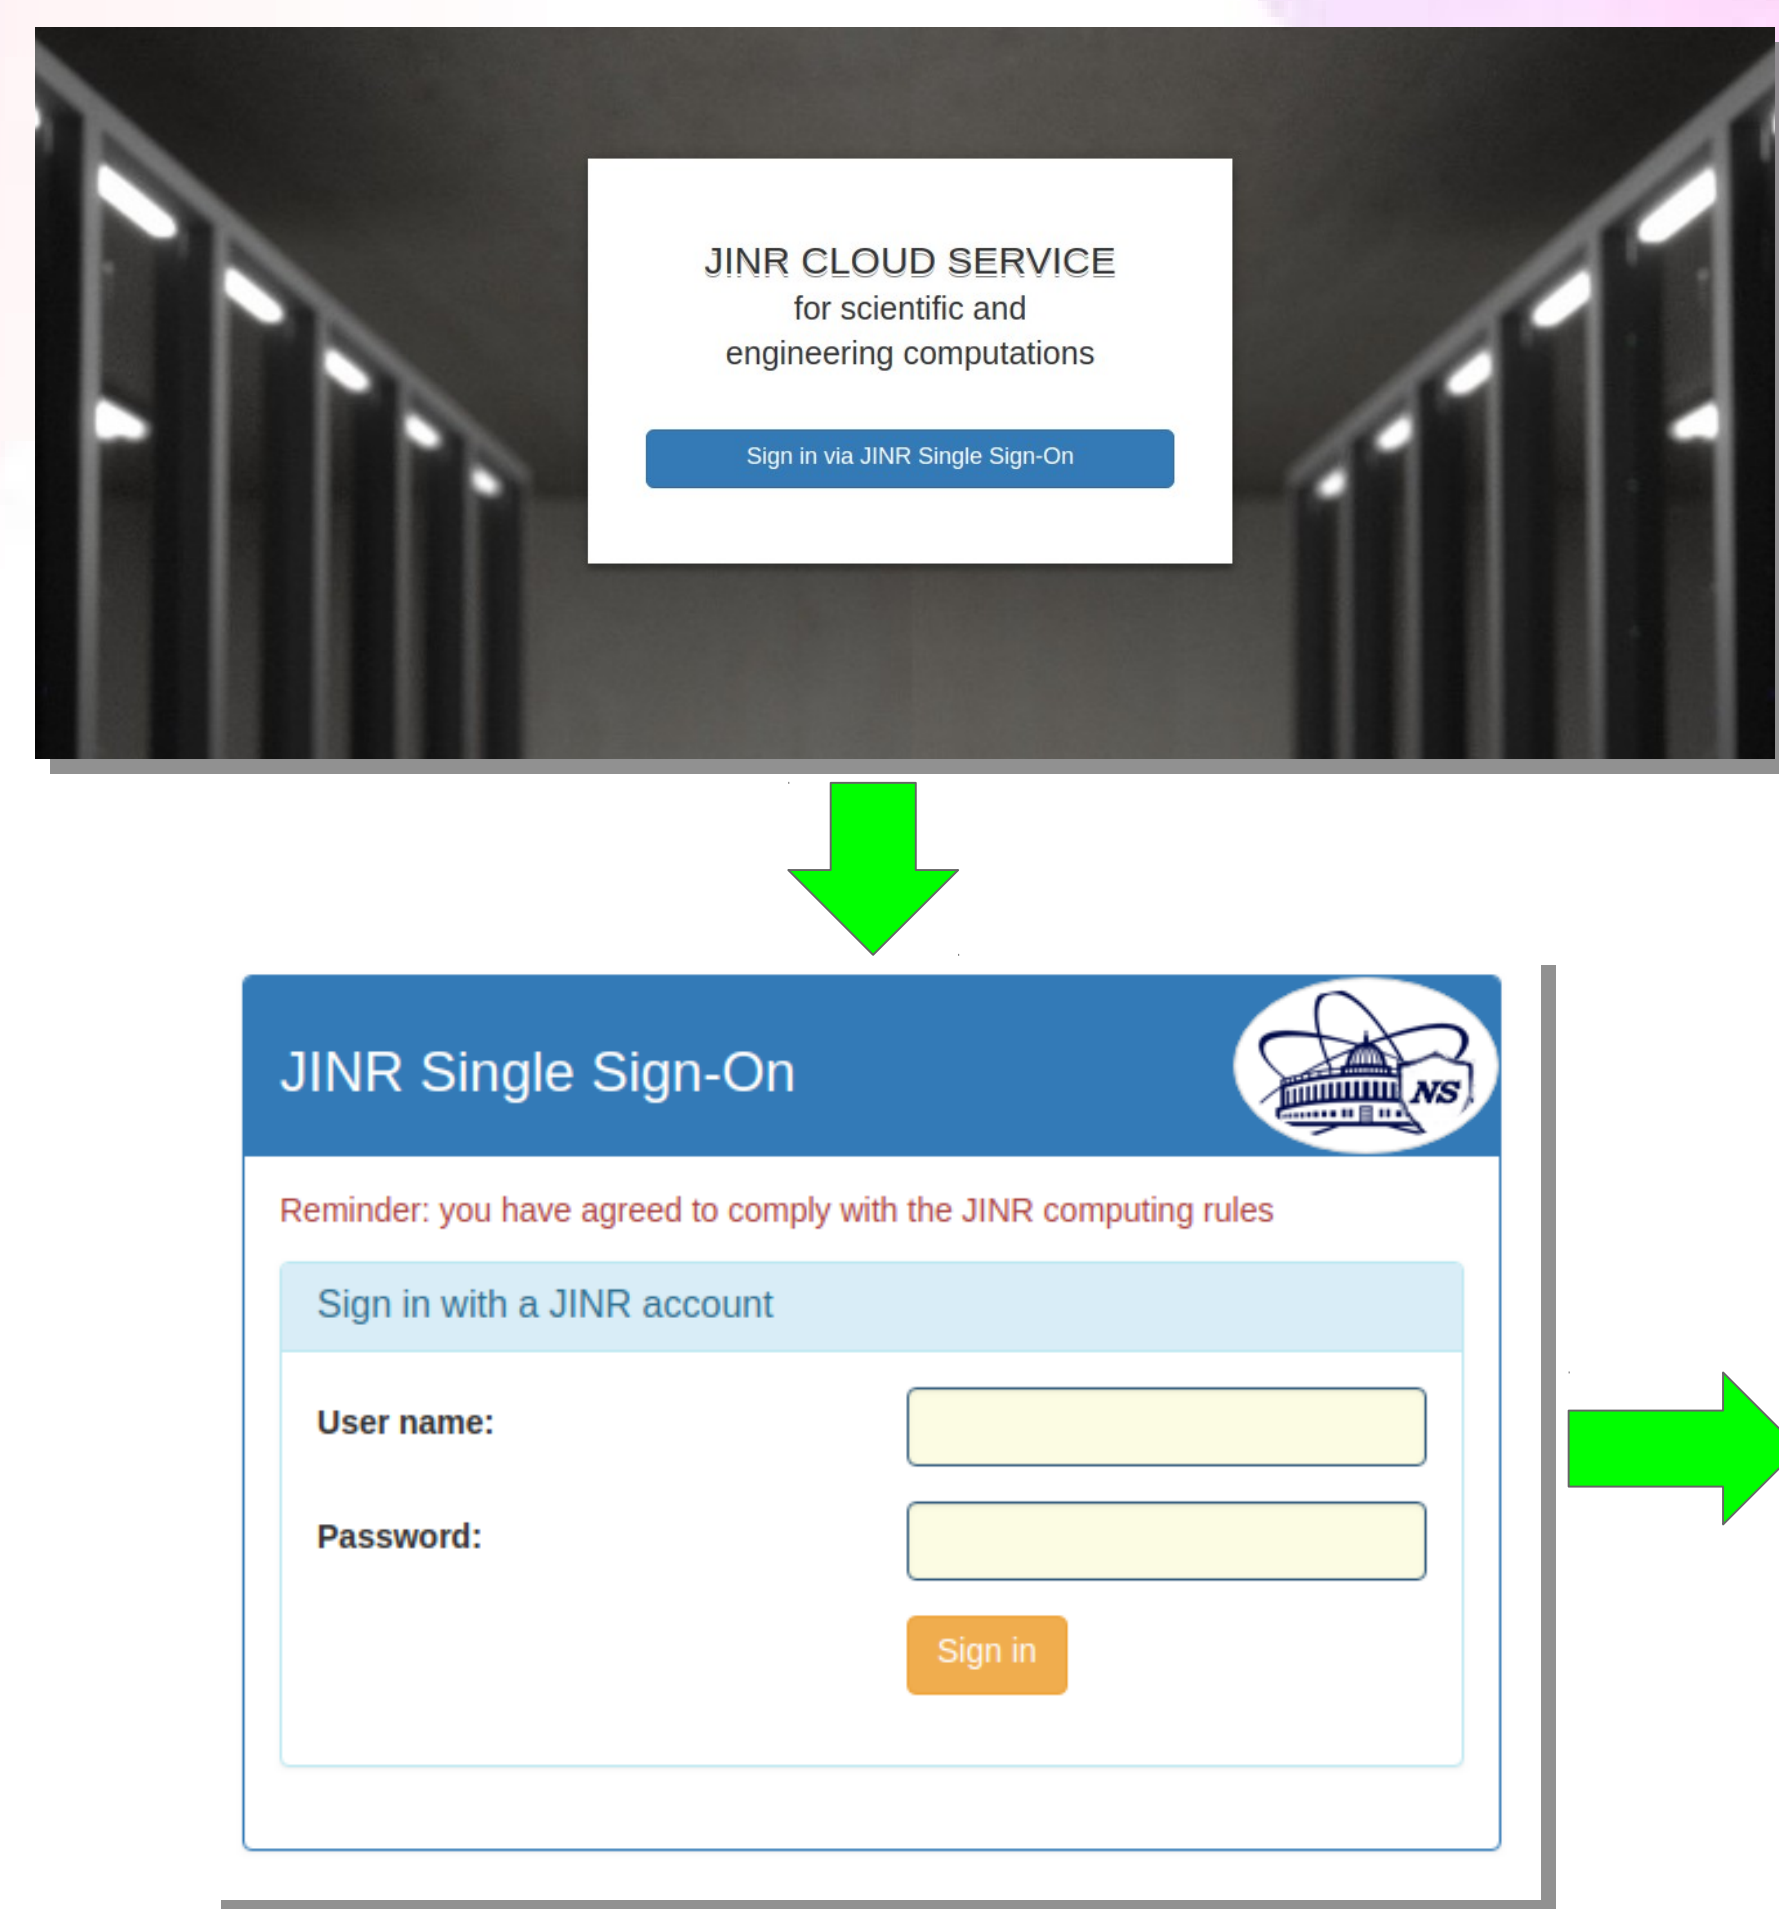 JINR CLOUD SERVICE
for scientific and
engineering computations
Sign in via JINR Single Sign-On
JINR Single Sign-On
NS
Reminder: you have agreed to comply with the JINR computing rules
Sign in with a JINR account
User name:
Password:
Sign in